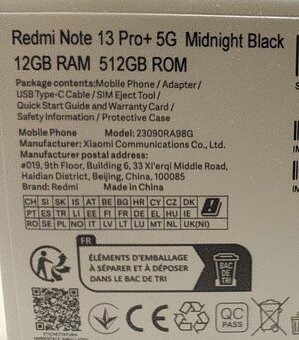 Redmi Note 13 Pro+ 5G Midnight Black
12GB RAM 512GB ROM
Package contents:Mobile Phone / Adapter /
USB Type-C Cable / SIM Eject Tool /
Quick Start Guide and Warranty Card /
Safety Information / Protective Case
Mobile Phone Model: 23090RA98G
Manufacturer: Xiaomi Communications Co., Ltd.
#019, 9th Floor, Building 6, 33 Xi'erqi Middle Road,
Haidian District, Beijing, China, 100085
Brand: Redmi Made in China
CH SI SK IS AT BE BG HR CY CZ DK
PT ES TR LI EE FI FR DE EL HU IE
RO SE PL NO IT LV LT LU MT NL UK(NI)
FR
ÉLÉMENTS D'EMBALLAGE
À SÉPARER ET À DÉPOSER
DANS LE BAC DE TRI
BAC DE TRI
QC
PASS